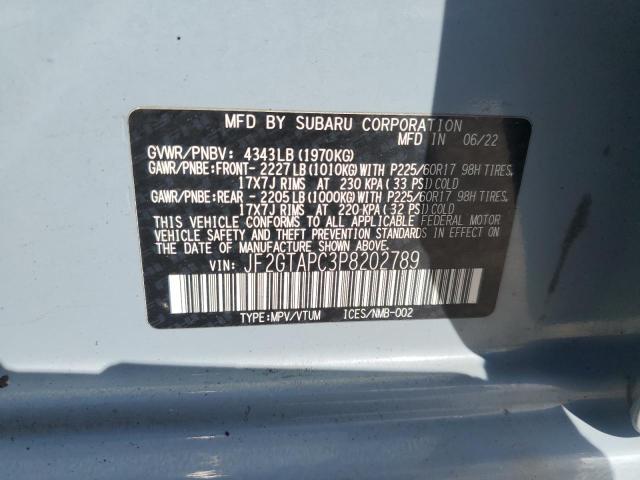 MFD BY SUBARU CORPORATION
MFD IN 06/22
GVWR/PNBV: 4343LB(1970KG)
GAWR/PNBE:FRONT-2227LB(1010KG)WITH P225/60R17 98H TIRES,
17X7J RIMS AT 230 KPA(33 PSI)COLD
GAWR/PNBE:REAR -2205LB(1000KG)WITH P225/60R17 98H TIRES,
17X7J RIMS AT 220 KPA(32 PSI)COLD
THIS VEHICLE CONFORMS TO ALL APPLICABLE FEDERAL MOTOR
VEHICLE SAFETY AND THEFT PREVENTION STANDARDS IN EFFECT
ON THE DATE OF MANUFACTURE SHOWN ABOVE.
VIN: JF2GTAPC3P8202789
TYPE:MPV/VTUM ICES/NMB-002